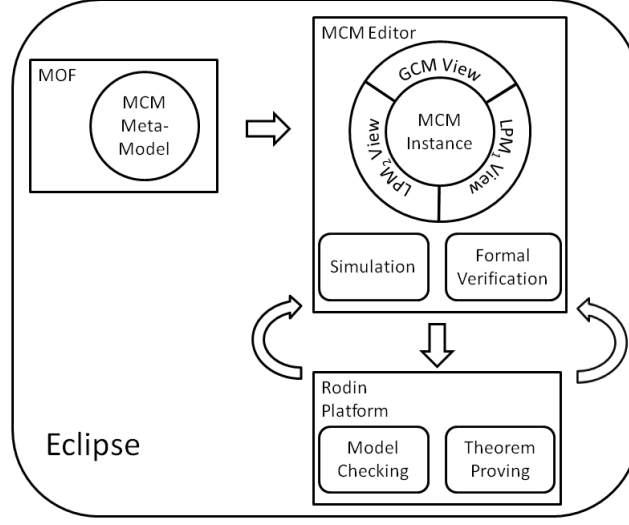 MOF
MCM
Meta-
Model
MCM Editor
GCM View
LPM₂ View
LPM₁ View
MCM
Instance
Simulation
Formal
Verification
Rodin
Platform
Model
Checking
Theorem
Proving
Eclipse